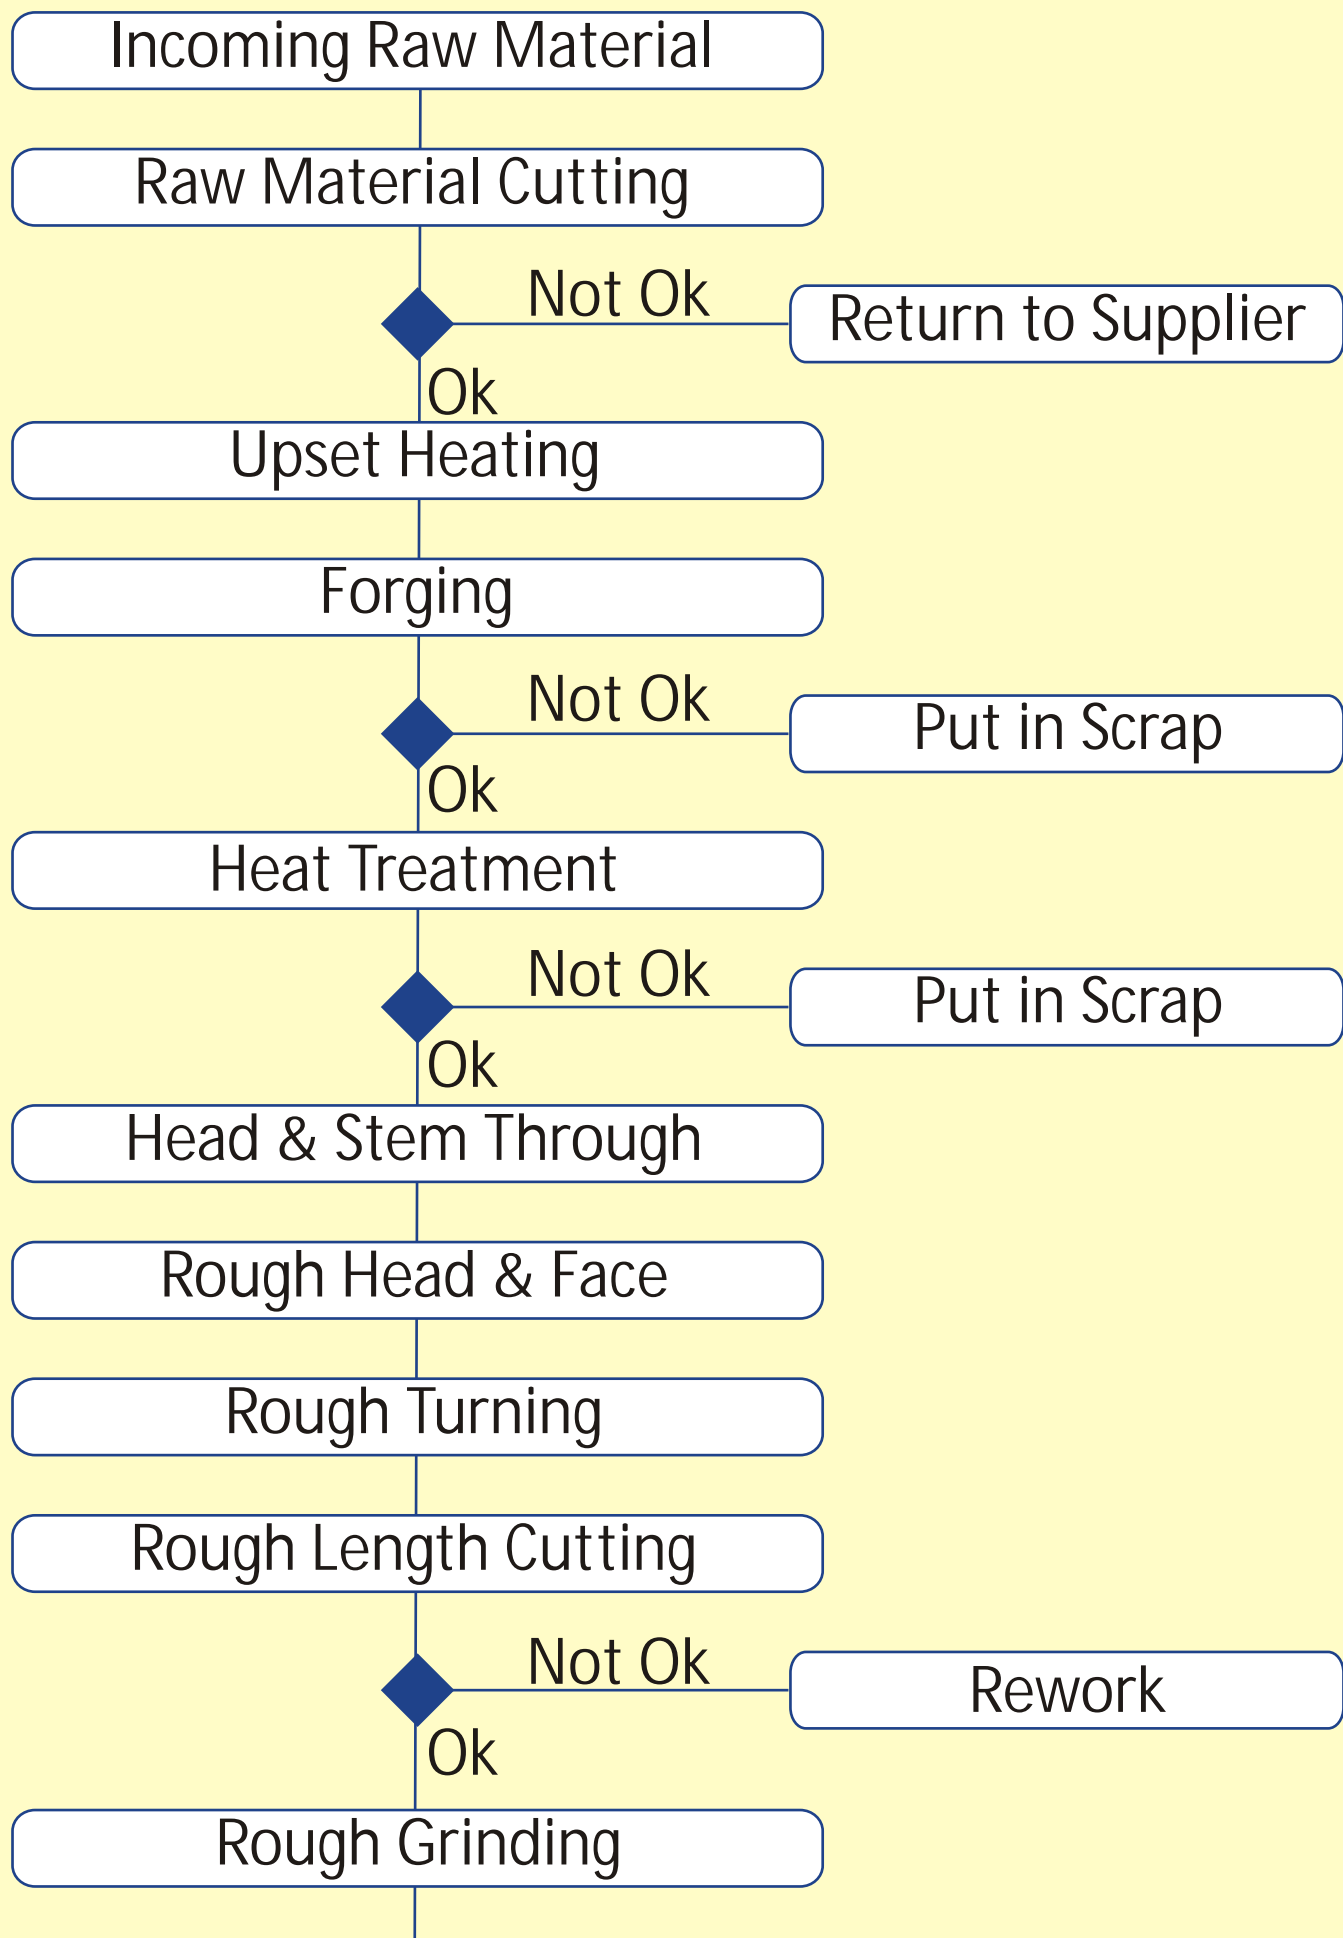 Incoming Raw Material
Raw Material Cutting
Not Ok
Return to Supplier
Ok
Upset Heating
Forging
Not Ok
Put in Scrap
Ok
Heat Treatment
Not Ok
Put in Scrap
Ok
Head & Stem Through
Rough Head & Face
Rough Turning
Rough Length Cutting
Not Ok
Rework
Ok
Rough Grinding